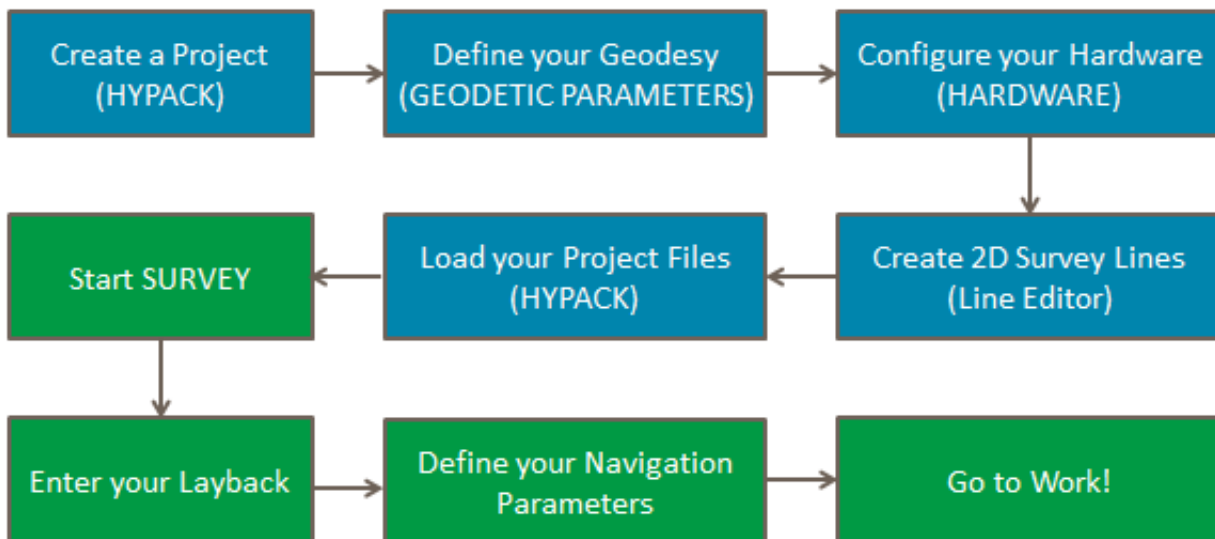 Create a Project
(HYPACK)
Define your Geodesy
(GEODETIC PARAMETERS)
Configure your Hardware
(HARDWARE)
Create 2D Survey Lines
(Line Editor)
Load your Project Files
(HYPACK)
Start SURVEY
Enter your Layback
Define your Navigation
Parameters
Go to Work!